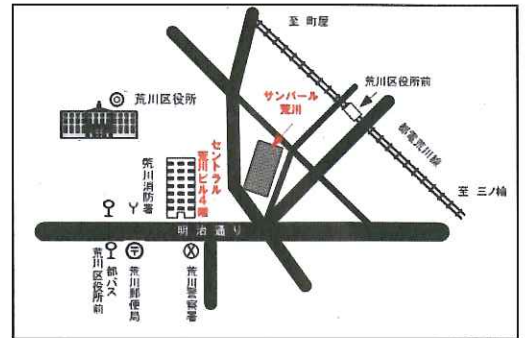 至 町屋
荒川区役所前
荒川区役所
サンパール
荒川
都電荒川線
至 三ノ輪
セントラル
荒川ビル4階
荒川消防署
明治通り
都バス
荒川区役所前
荒川郵便局
荒川警察署